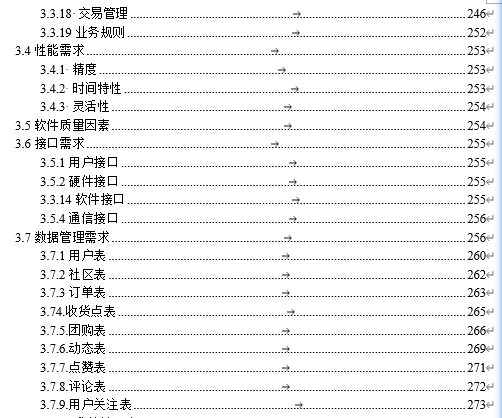 3.3.18 交易管理 → 246
3.3.19 业务规则 → 252
3.4 性能需求 → 253
3.4.1 精度 → 253
3.4.2 时间特性 → 253
3.4.3 灵活性 → 254
3.5 软件质量因素 → 254
3.6 接口需求 → 255
3.5.1 用户接口 → 255
3.5.2 硬件接口 → 255
3.3.14 软件接口 → 255
3.5.4 通信接口 → 256
3.7 数据管理需求 → 256
3.7.1 用户表 → 260
3.7.2 社区表 → 262
3.7.3 订单表 → 263
3.74.收货点表 → 265
3.7.5.团购表 → 266
3.7.6.动态表 → 269
3.7.7.点赞表 → 271
3.7.8.评论表 → 272
3.7.9.用户关注表 → 273